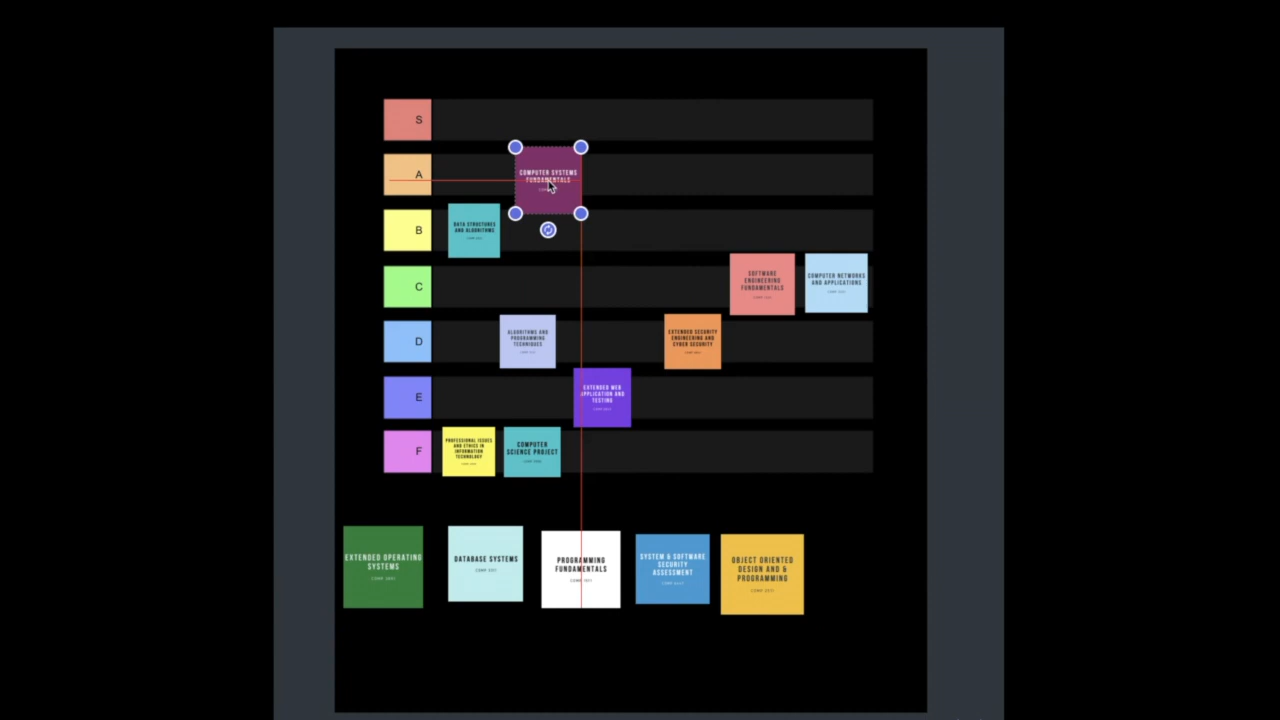 S
A
COMPUTER SYSTEMS
FUNDAMENTALS
B
DATA STRUCTURES
AND ALGORITHMS
C
SOFTWARE
ENGINEERING
FUNDAMENTALS
COMPUTER NETWORKS
AND APPLICATIONS
D
ALGORITHMS AND
PROGRAMMING
TECHNIQUES
EXTENDED SECURITY
ENGINEERING AND
CYBER SECURITY
E
EXTENDED WEB
APPLICATION AND
TESTING
F
PROFESSIONAL ISSUES
AND ETHICS IN
INFORMATION
TECHNOLOGY
COMPUTER
SCIENCE PROJECT
EXTENDED OPERATING
SYSTEMS
DATABASE SYSTEMS
PROGRAMMING
FUNDAMENTALS
SYSTEM & SOFTWARE
SECURITY
ASSESSMENT
OBJECT ORIENTED
DESIGN AND &
PROGRAMMING